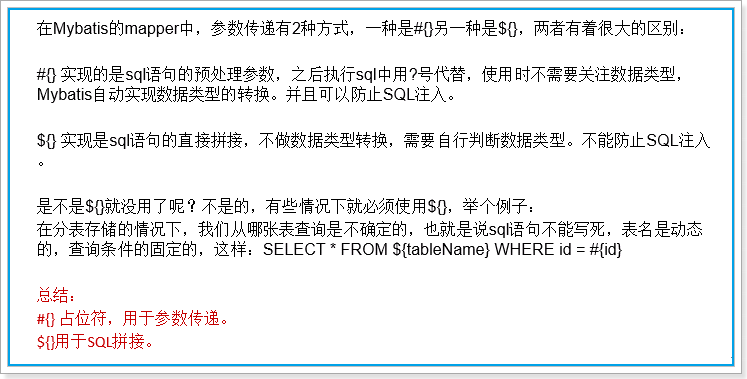 在Mybatis的mapper中，参数传递有2种方式，一种是#{}另一种是${}，两者有着很大的区别：
#{} 实现的是sql语句的预处理参数，之后执行sql中用?号代替，使用时不需要关注数据类型，
Mybatis自动实现数据类型的转换。并且可以防止SQL注入。
${} 实现是sql语句的直接拼接，不做数据类型转换，需要自行判断数据类型。不能防止SQL注入
。
是不是${}就没用了呢？不是的，有些情况下就必须使用${}，举个例子：
在分表存储的情况下，我们从哪张表查询是不确定的，也就是说sql语句不能写死，表名是动态
的，查询条件的固定的，这样：SELECT * FROM ${tableName} WHERE id = #{id}
总结：
#{} 占位符，用于参数传递。
${}用于SQL拼接。